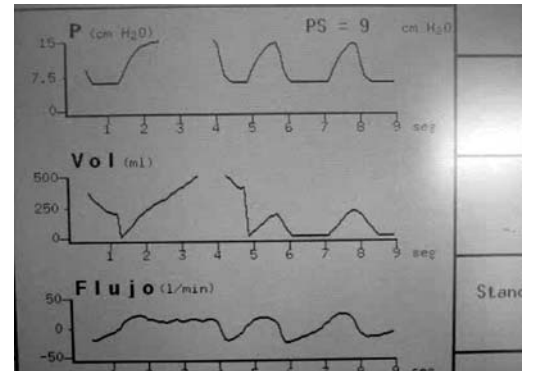 P (cm H₂O) PS = 9 cm H₂O
15
7.5
0
1 2 3 4 5 6 7 8 9 seg
Vol (ml)
500
250
0
1 2 3 4 5 6 7 8 9 seg
Flujo (l/min)
50
0
-50
Stand